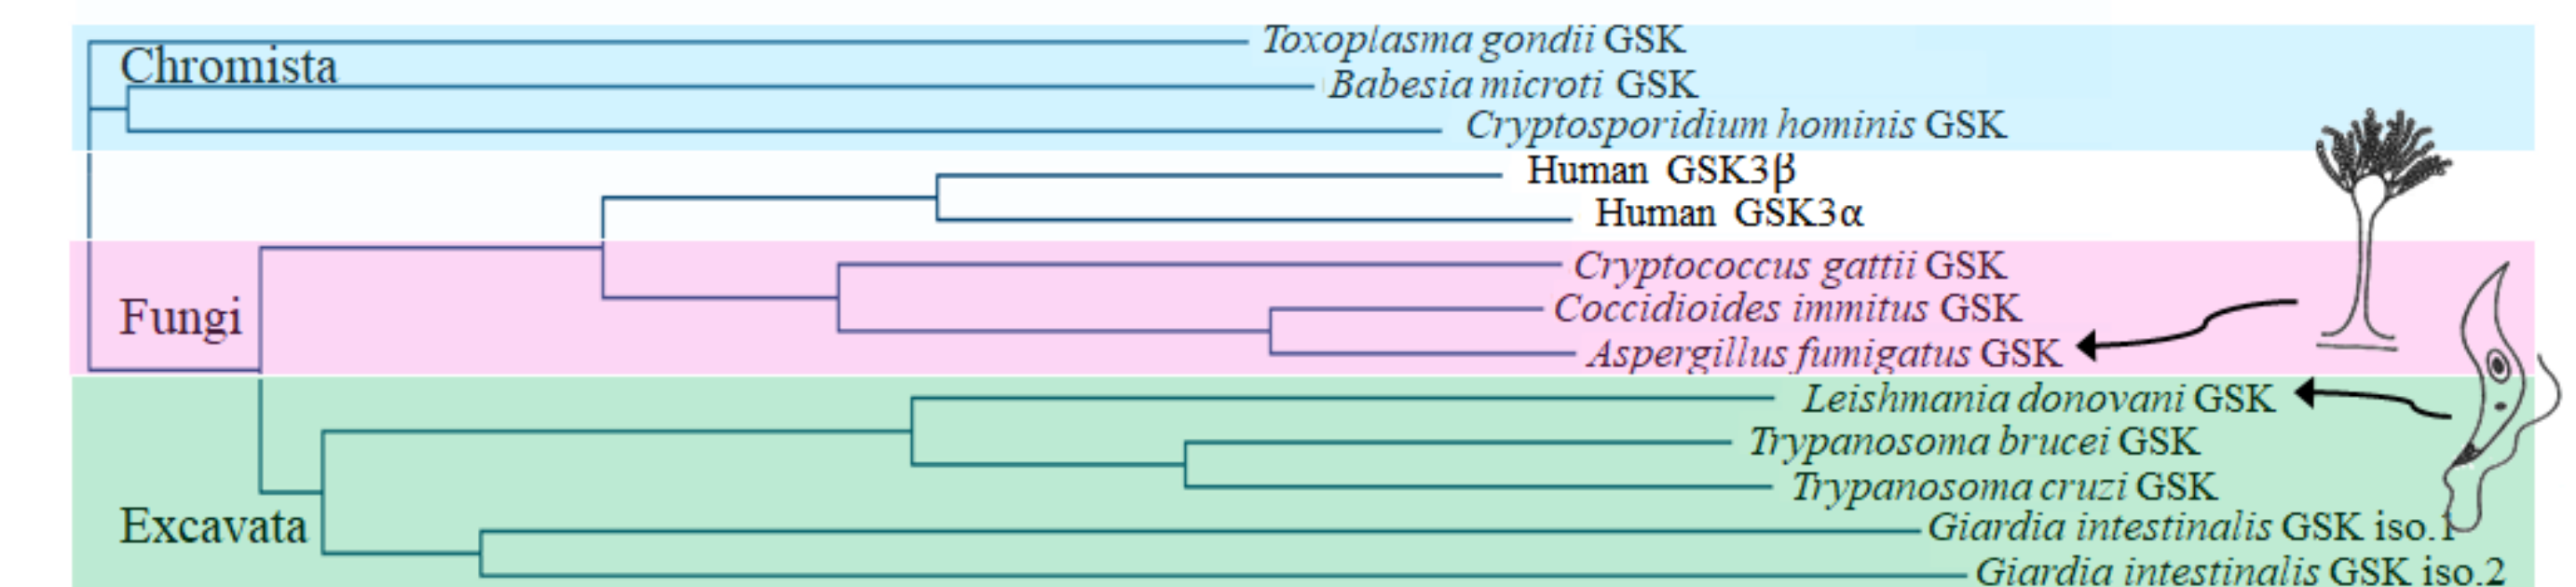 Toxoplasma gondii GSK
Chromista
Babesia microti GSK
Cryptosporidium hominis GSK
Human GSK3β
Human GSK3α
Cryptococcus gattii GSK
Coccidioides immitus GSK
Fungi
Aspergillus fumigatus GSK
Leishmania donovani GSK
Trypanosoma brucei GSK
Trypanosoma cruzi GSK
Excavata
Giardia intestinalis GSK iso.1
Giardia intestinalis GSK iso.2